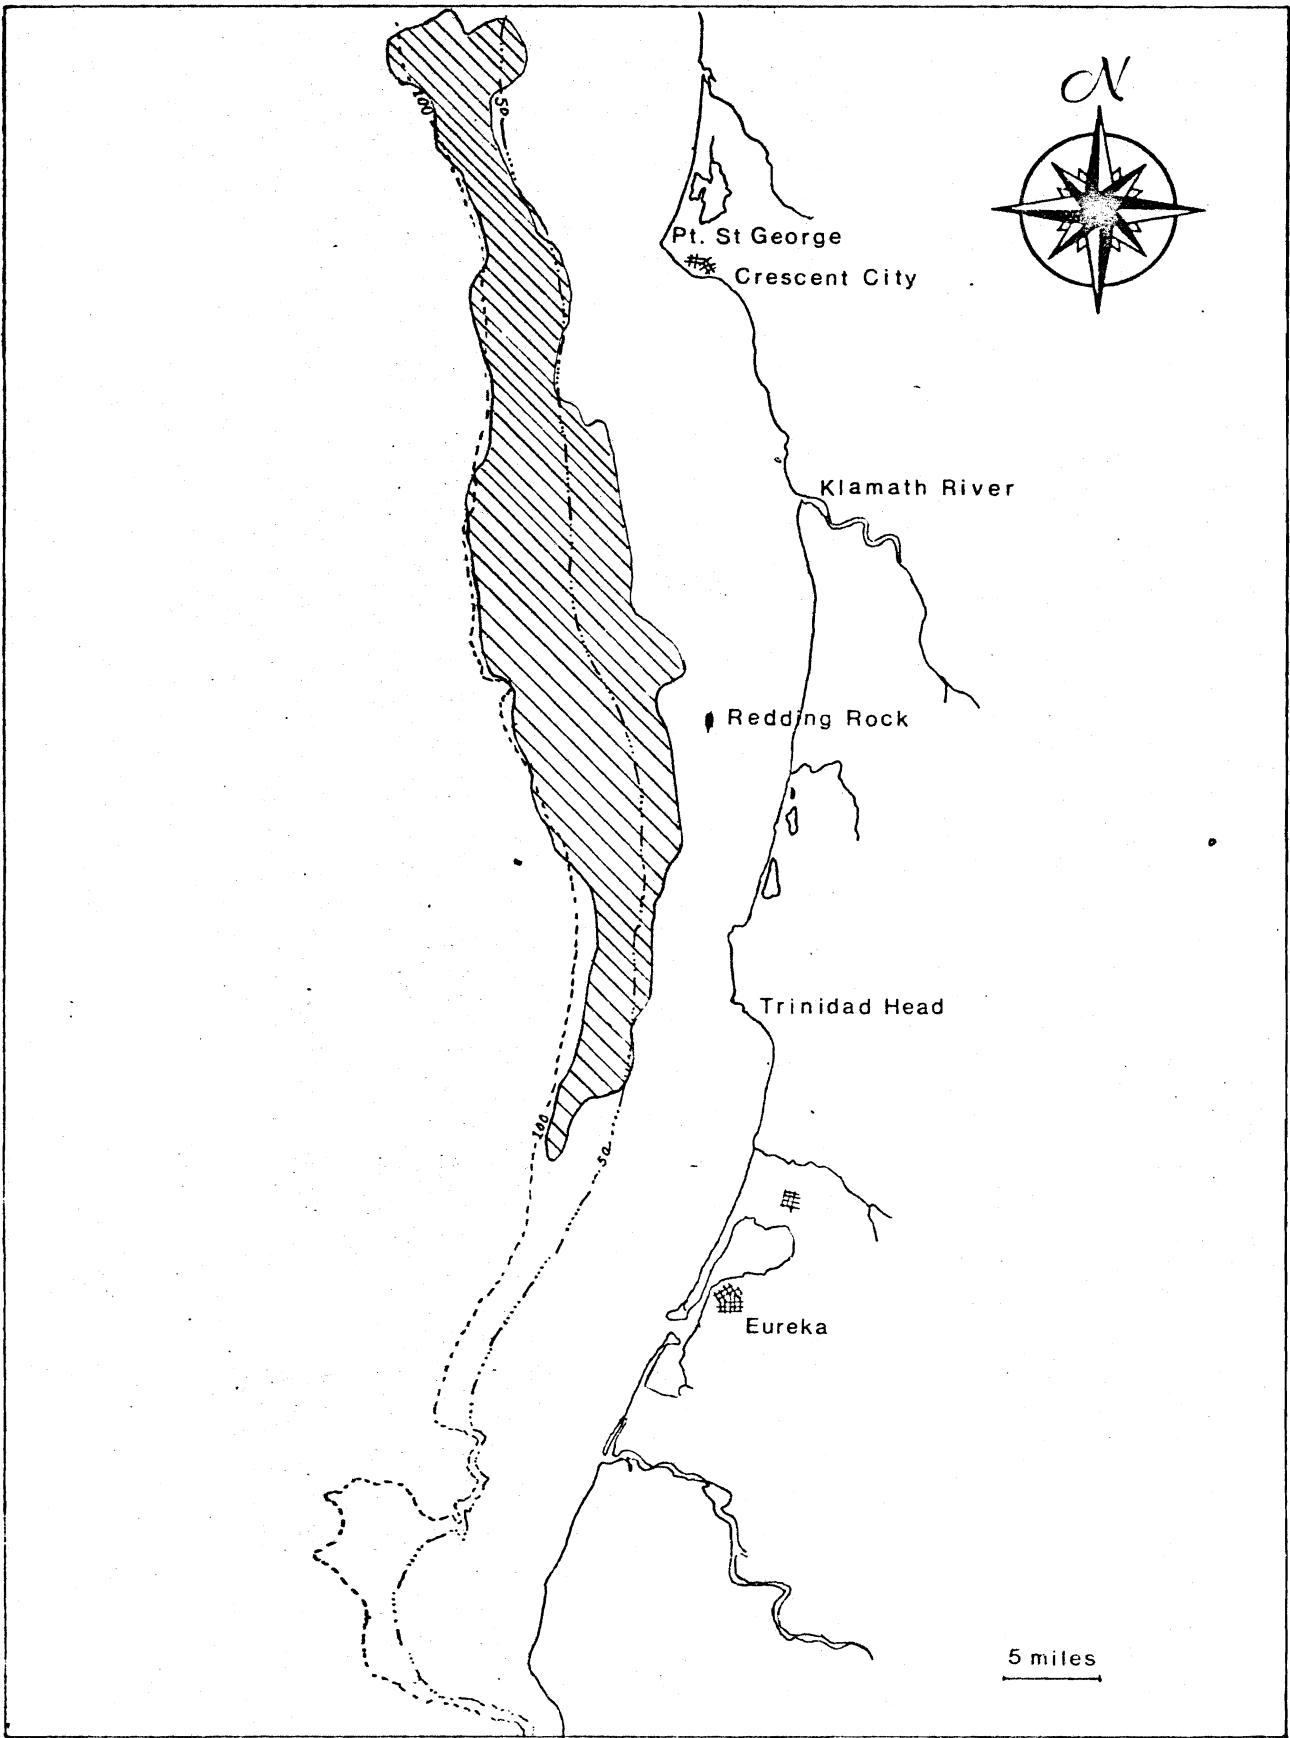 N
100
50
Pt. St George
Crescent City
Klamath River
Redding Rock
Trinidad Head
100
50
Eureka
5 miles